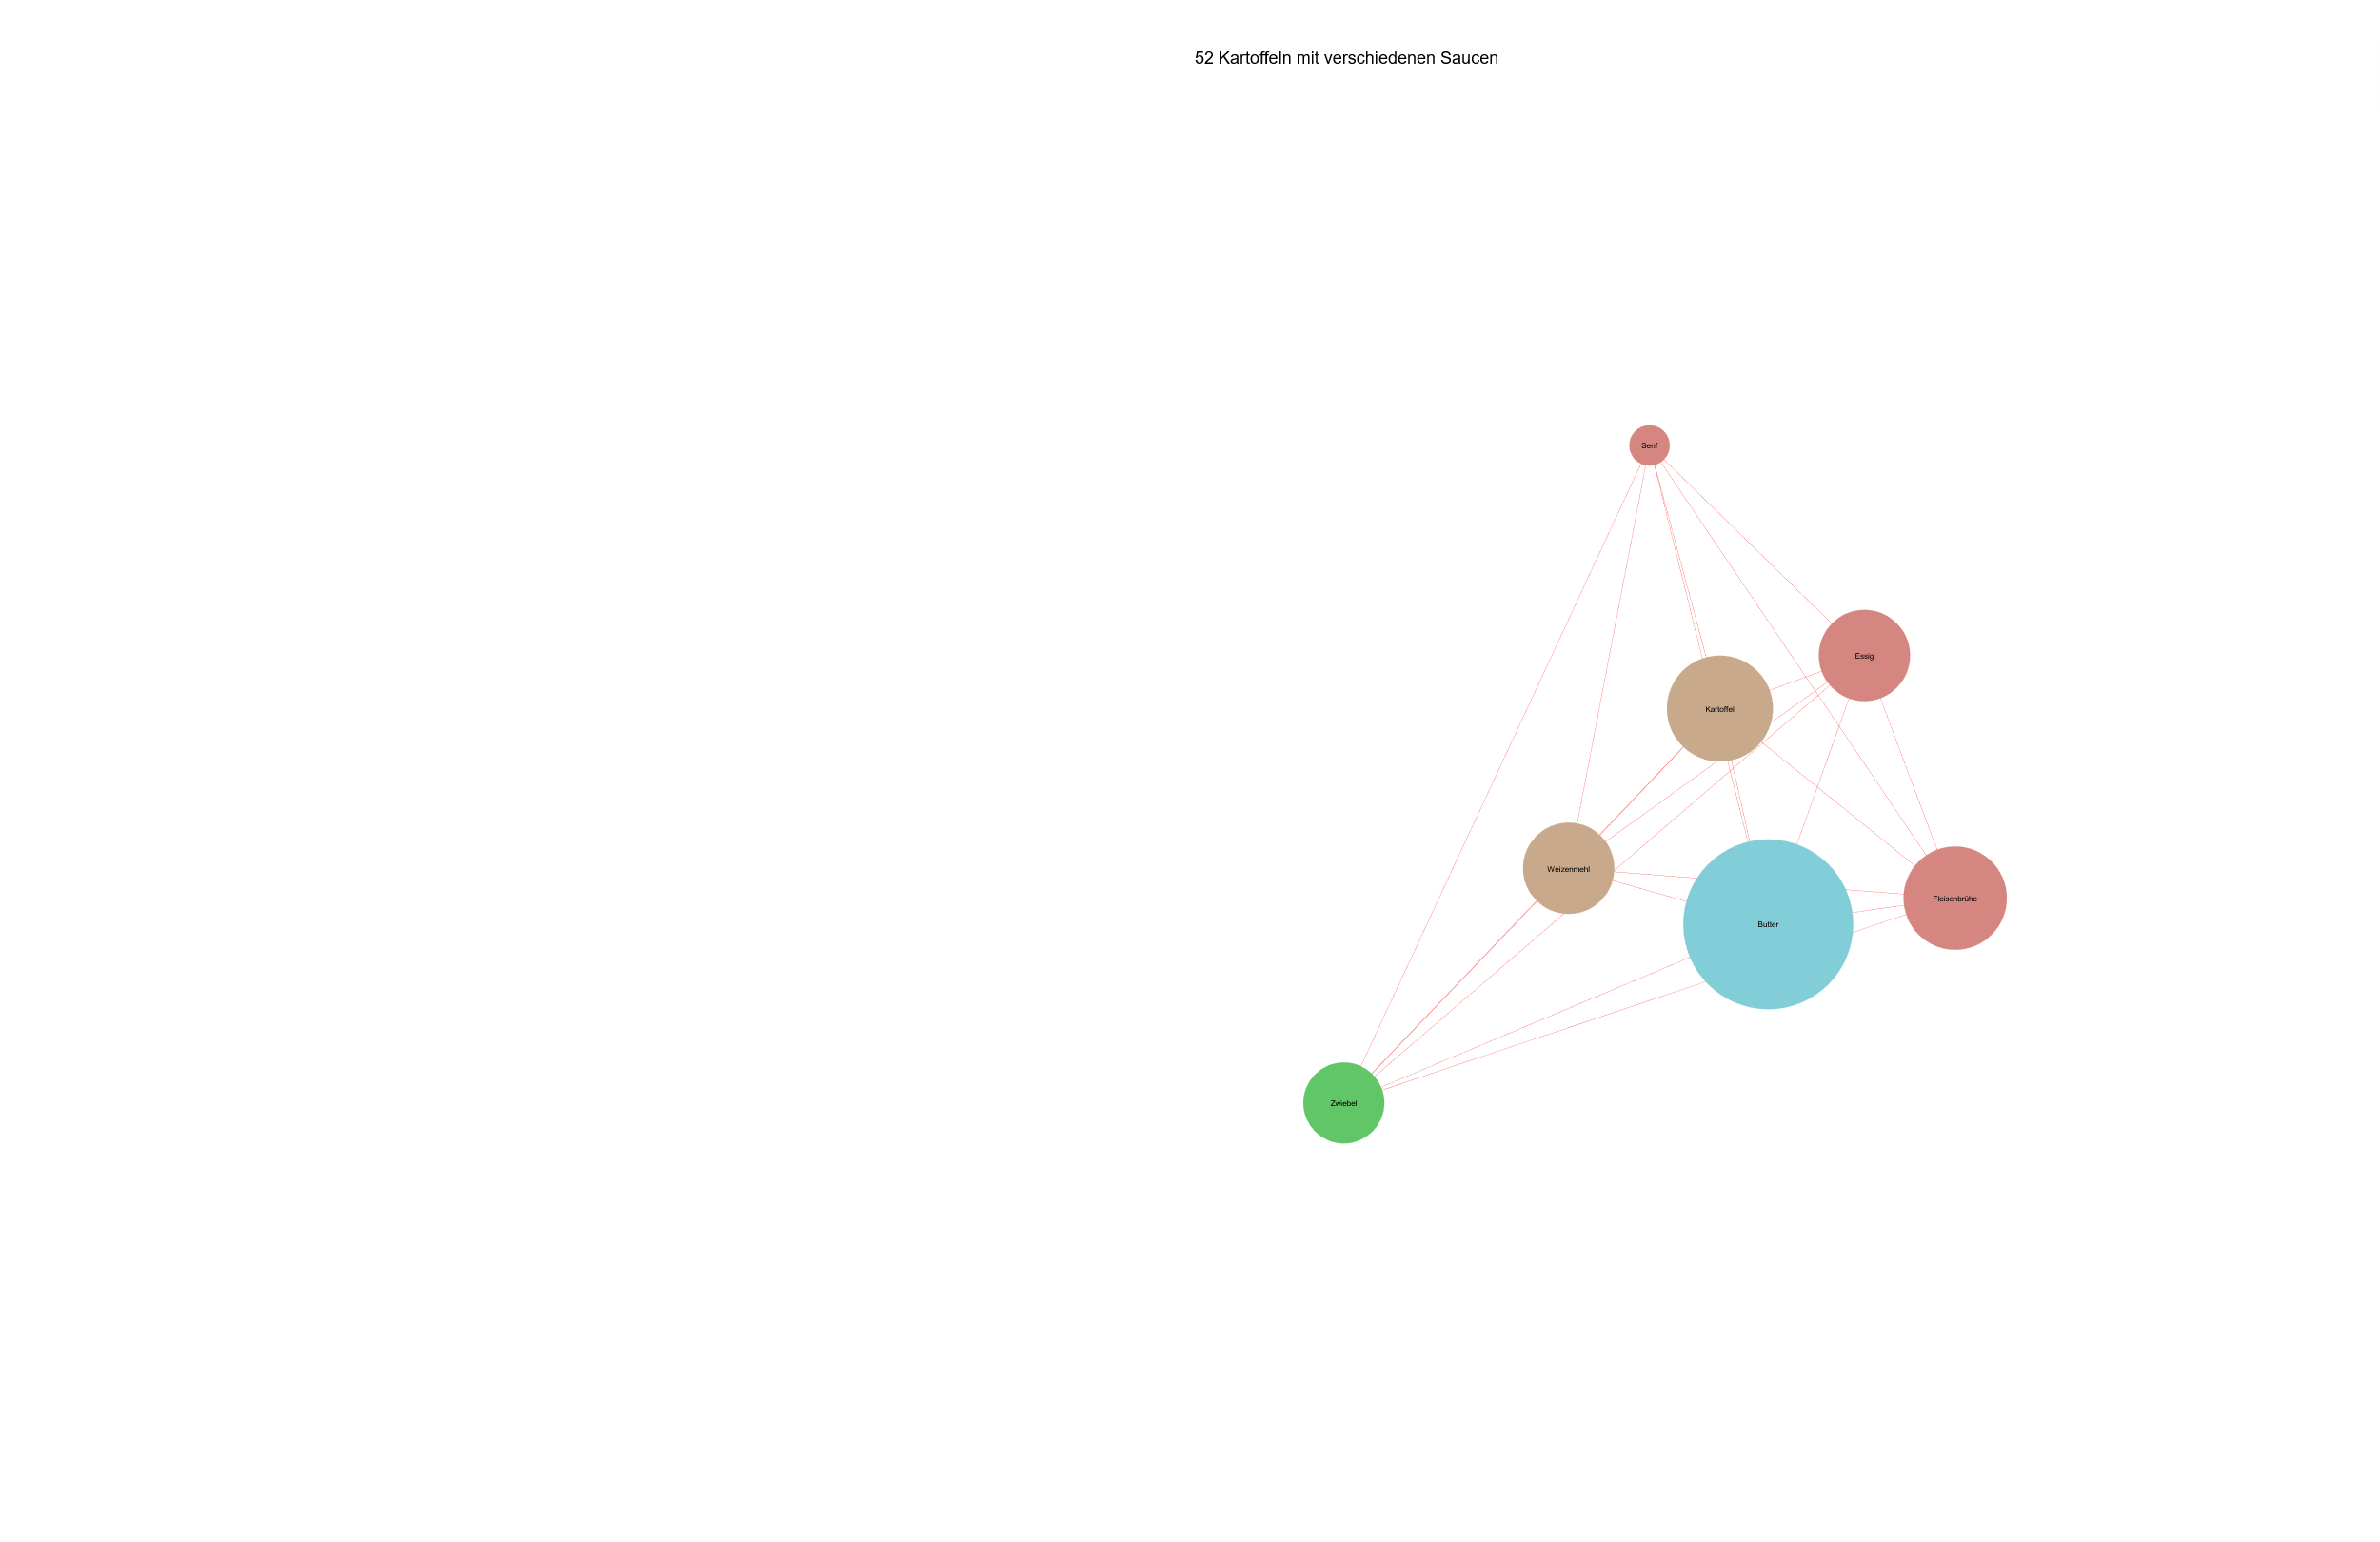 52 Kartoffeln mit verschiedenen Saucen
Senf
Essig
Kartoffel
Weizenmehl
Fleischbrühe
Butter
Zwiebel